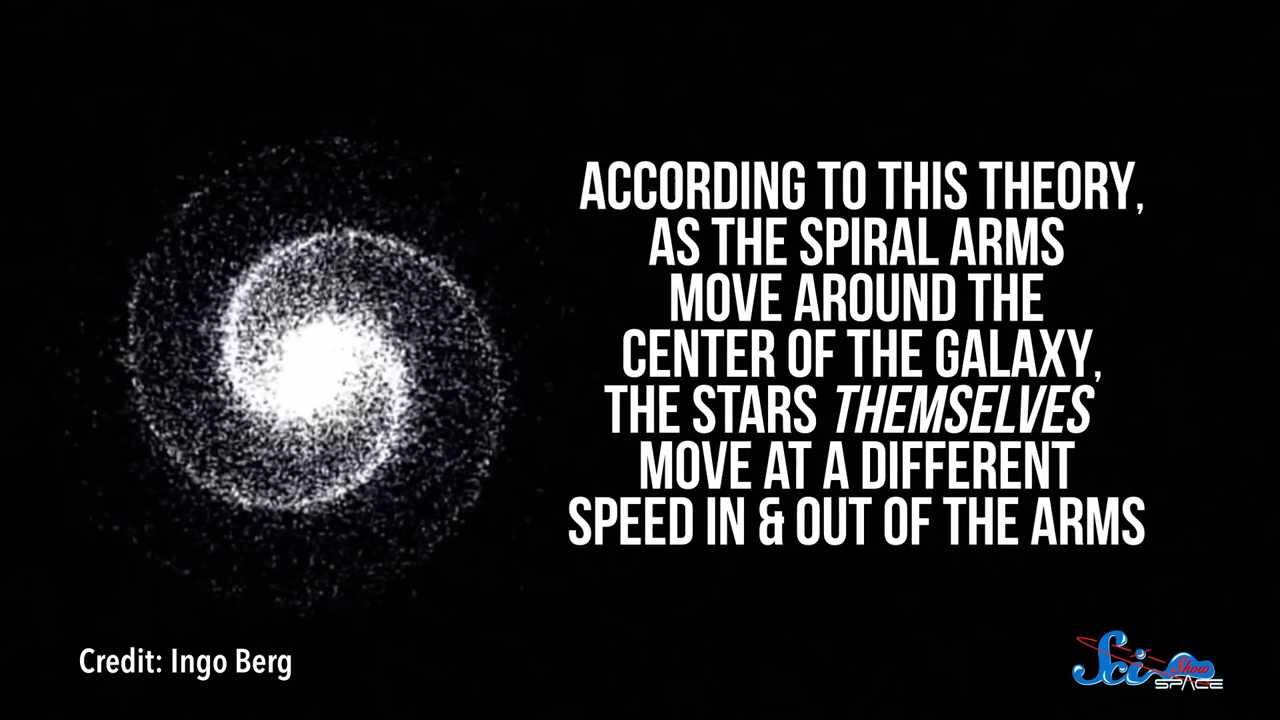 ACCORDING TO THIS THEORY,
AS THE SPIRAL ARMS
MOVE AROUND THE
CENTER OF THE GALAXY,
THE STARS THEMSELVES
MOVE AT A DIFFERENT
SPEED IN & OUT OF THE ARMS
Credit: Ingo Berg
Sci Show
SPACE